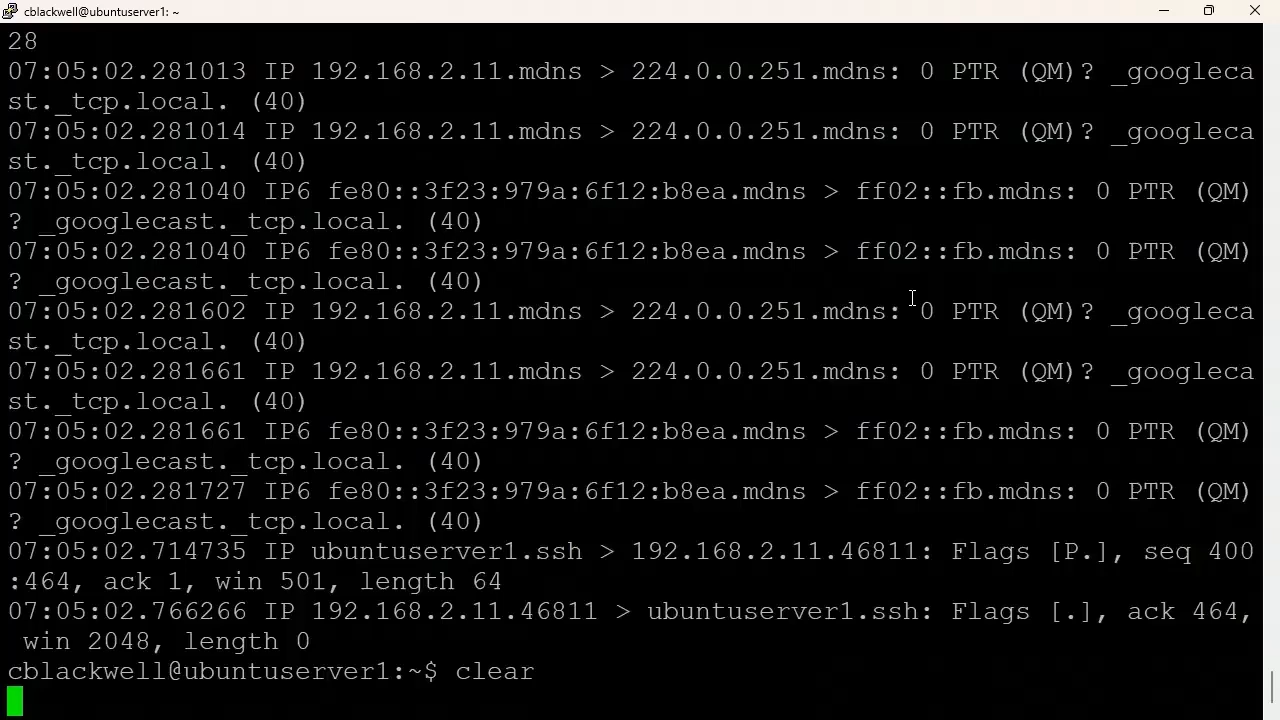 cblackwell@ubuntuserver1: ~
28
07:05:02.281013 IP 192.168.2.11.mdns > 224.0.0.251.mdns: 0 PTR (QM)? _googleca
st._tcp.local. (40)
07:05:02.281014 IP 192.168.2.11.mdns > 224.0.0.251.mdns: 0 PTR (QM)? _googleca
st._tcp.local. (40)
07:05:02.281040 IP6 fe80::3f23:979a:6f12:b8ea.mdns > ff02::fb.mdns: 0 PTR (QM)
? _googlecast._tcp.local. (40)
07:05:02.281040 IP6 fe80::3f23:979a:6f12:b8ea.mdns > ff02::fb.mdns: 0 PTR (QM)
? _googlecast._tcp.local. (40)
07:05:02.281602 IP 192.168.2.11.mdns > 224.0.0.251.mdns: 0 PTR (QM)? _googleca
st._tcp.local. (40)
07:05:02.281661 IP 192.168.2.11.mdns > 224.0.0.251.mdns: 0 PTR (QM)? _googleca
st._tcp.local. (40)
07:05:02.281661 IP6 fe80::3f23:979a:6f12:b8ea.mdns > ff02::fb.mdns: 0 PTR (QM)
? _googlecast._tcp.local. (40)
07:05:02.281727 IP6 fe80::3f23:979a:6f12:b8ea.mdns > ff02::fb.mdns: 0 PTR (QM)
? _googlecast._tcp.local. (40)
07:05:02.714735 IP ubuntuserver1.ssh > 192.168.2.11.46811: Flags [P.], seq 400
:464, ack 1, win 501, length 64
07:05:02.766266 IP 192.168.2.11.46811 > ubuntuserver1.ssh: Flags [.], ack 464,
 win 2048, length 0
cblackwell@ubuntuserver1:~$ clear